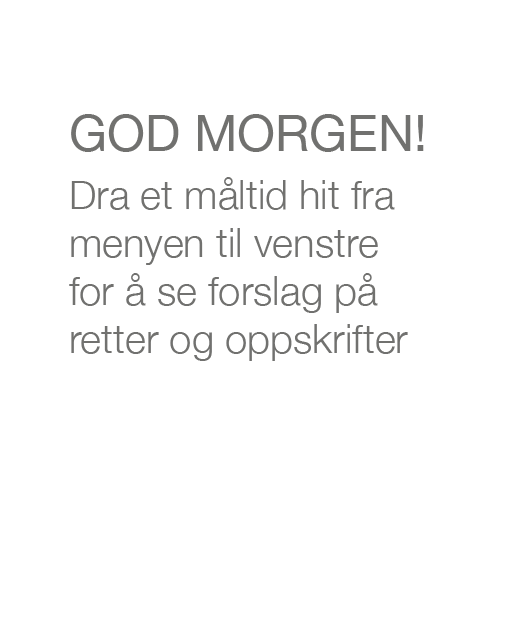 GOD MORGEN!
Dra et måltid hit fra
menyen til venstre
for å se forslag på
retter og oppskrifter